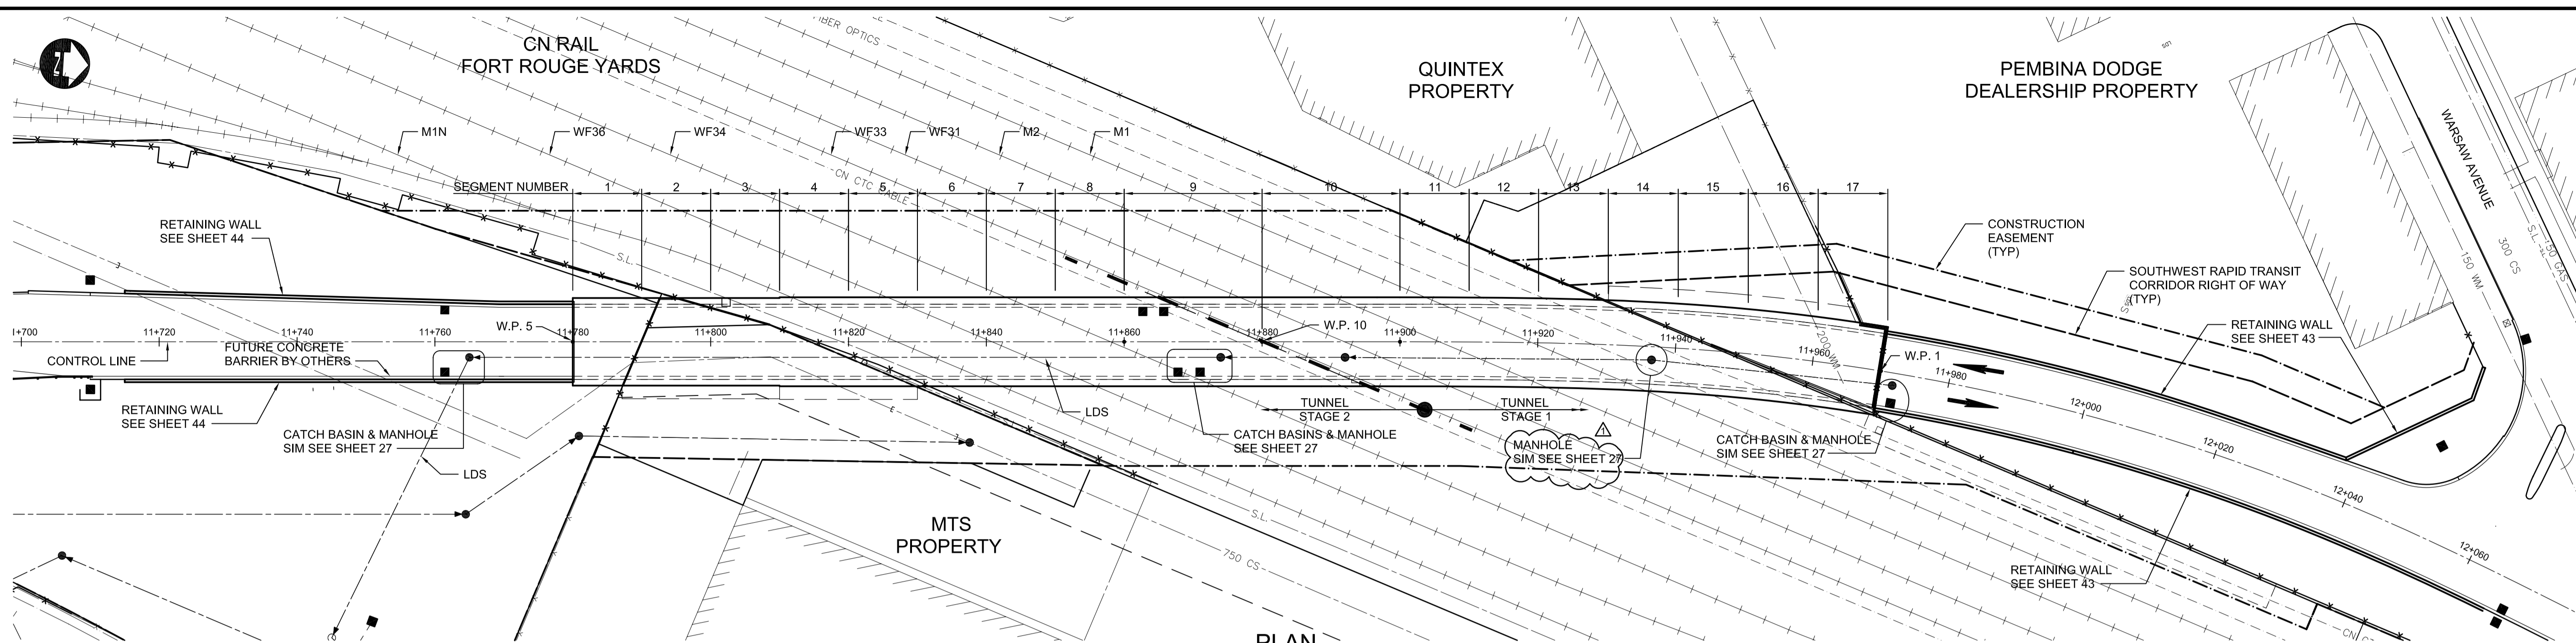 CN RAIL
FORT ROUGE YARDS
QUINTEX
PROPERTY
PEMBINA DODGE
DEALERSHIP PROPERTY
WARSAW AVENUE
FIBER OPTICS
M1N
WF36
WF34
WF33
WF31
M2
M1
CN CTC CABLE
SEGMENT NUMBER
1
2
3
4
5
6
7
8
9
10
11
12
13
14
15
16
17
RETAINING WALL
SEE SHEET 44
S.L.
CONSTRUCTION
EASEMENT
(TYP)
SOUTHWEST RAPID TRANSIT
CORRIDOR RIGHT OF WAY
(TYP)
150 WM
300 CS
S.L.
50 GAS
RETAINING WALL
SEE SHEET 43
W.P. 5
W.P. 10
W.P. 1
11+720
11+740
11+760
11+780
11+800
11+820
11+840
11+860
11+880
11+900
11+920
11+940
11+960
11+980
12+000
12+020
12+040
12+060
200 WM
CONTROL LINE
FUTURE CONCRETE
BARRIER BY OTHERS
RETAINING WALL
SEE SHEET 44
CATCH BASIN & MANHOLE
SIM SEE SHEET 27
LDS
LDS
TUNNEL
STAGE 2
TUNNEL
STAGE 1
CATCH BASINS & MANHOLE
SEE SHEET 27
1
MANHOLE
SIM SEE SHEET 27
CATCH BASIN & MANHOLE
SIM SEE SHEET 27
S.L.
S.L.
750 CS
MTS
PROPERTY
RETAINING WALL
SEE SHEET 43
PLAN